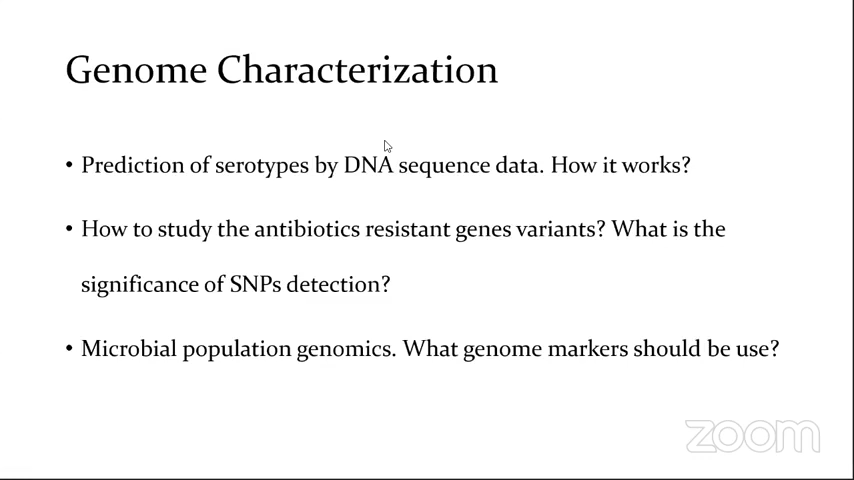 Genome Characterization
• Prediction of serotypes by DNA sequence data. How it works?
• How to study the antibiotics resistant genes variants? What is the
significance of SNPs detection?
• Microbial population genomics. What genome markers should be use?
zoom